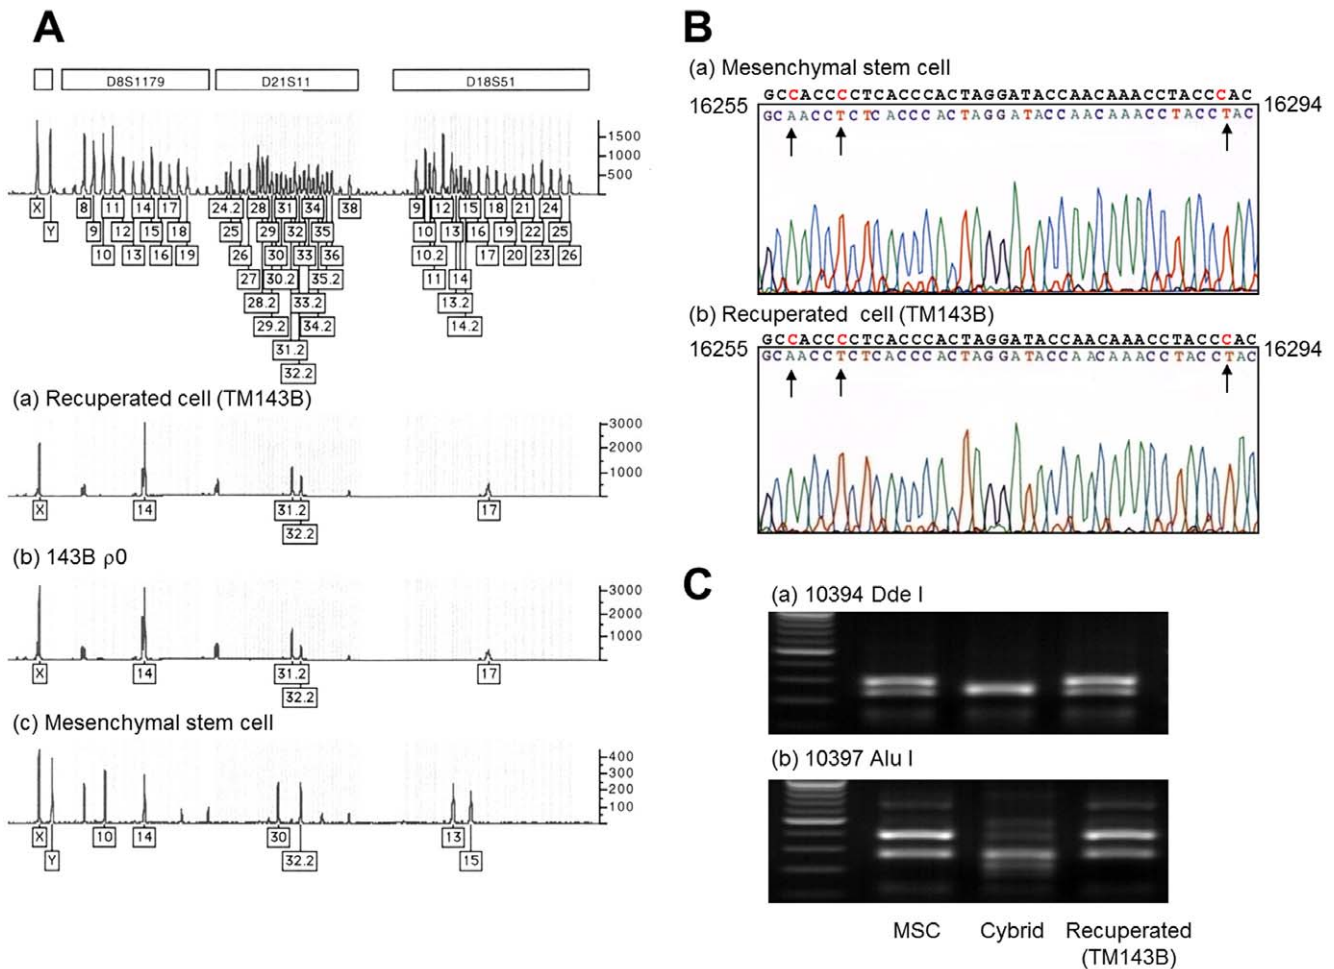 A
D8S1179 D21S11 D18S51
1500
1000
500
X 8 11 14 17 24.2 28 31 34 38 9 12 15 18 21 24
Y 9 12 15 18 25 29 32 35 10 13 16 19 22 25
10 13 16 19 26 30 33 36 10.2 14 17 20 23 26
27 30.2 35.2 11 14
28.2 33.2 13.2
29.2 34.2 14.2
31.2
32.2
(a) Recuperated cell (TM143B)
3000
2000
1000
X 14 31.2 17
32.2
(b) 143B ρ0
3000
2000
1000
X 14 31.2 17
32.2
(c) Mesenchymal stem cell
400
300
200
100
X 10 14 30 13
Y 32.2 15
B
(a) Mesenchymal stem cell
GCCACCCCTCACCCACTAGGATACCAACAAACCTACCCAC
16255 16294
GCAACCTCTCACCCACTAGGATACCAACAAACCTACCTAC
(b) Recuperated cell (TM143B)
GCCACCCCTCACCCACTAGGATACCAACAAACCTACCCAC
16255 16294
GCAACCTCTCACCCACTAGGATACCAACAAACCTACCTAC
C
(a) 10394 Dde I
(b) 10397 Alu I
MSC Cybrid Recuperated
(TM143B)